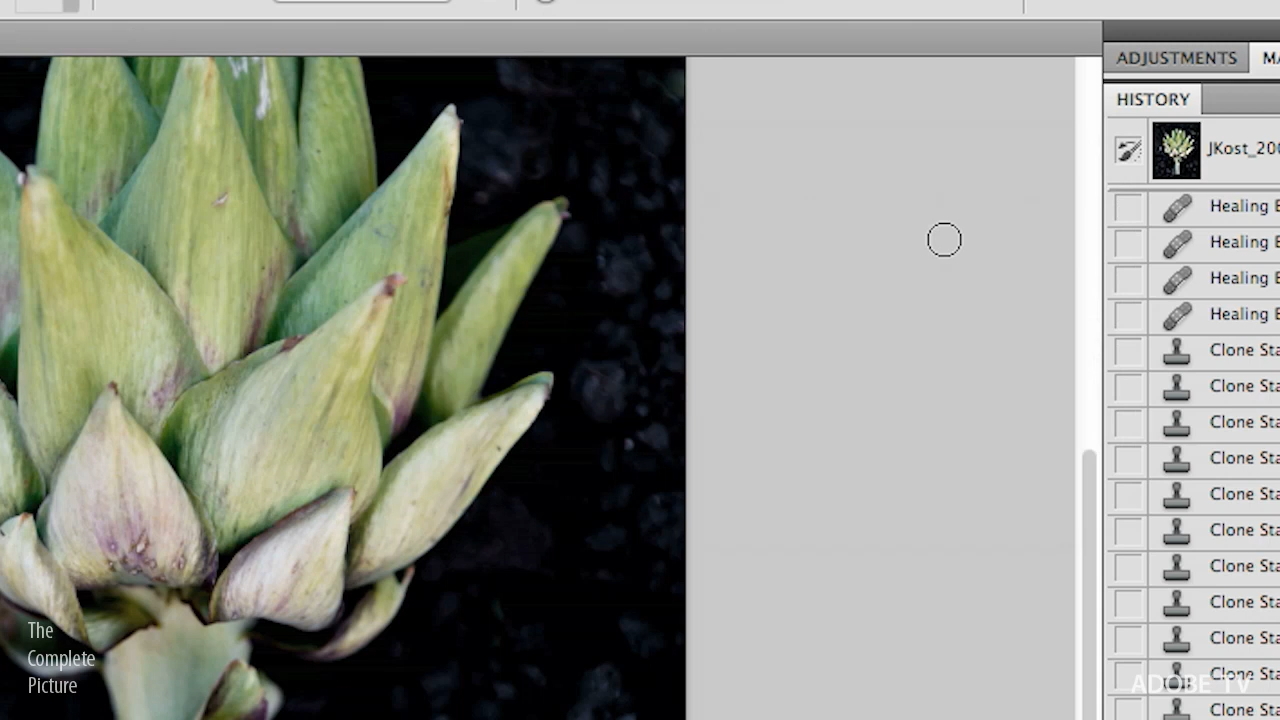 ADJUSTMENTS
MA
HISTORY
JKost_200
Healing B
Healing B
Healing B
Healing B
Clone Sta
Clone Sta
Clone Sta
Clone Sta
Clone Sta
Clone Sta
Clone Sta
Clone Sta
Clone Sta
Clone Sta
Clone Sta
The
Complete
Picture
ADOBE TV